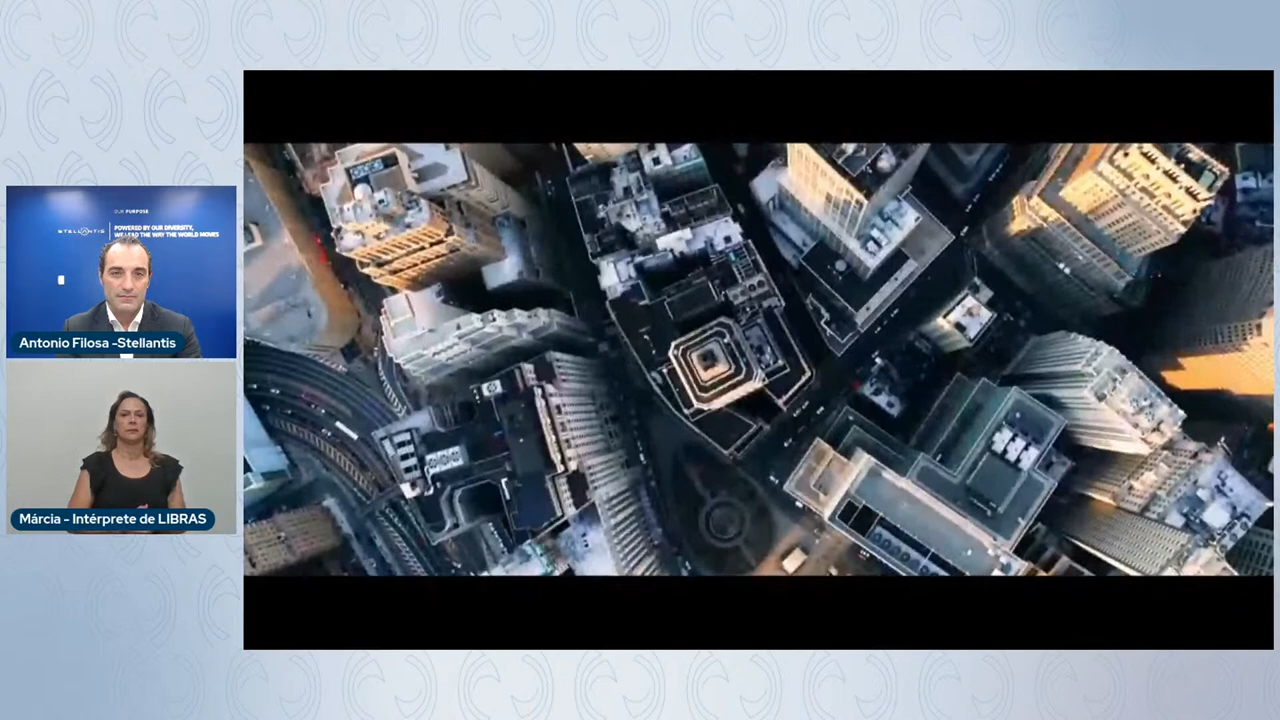 OUR PURPOSE
STELLANTIS
POWERED BY OUR DIVERSITY,
WE LEAD THE WAY THE WORLD MOVES
Antonio Filosa -Stellantis
Márcia - Intérprete de LIBRAS